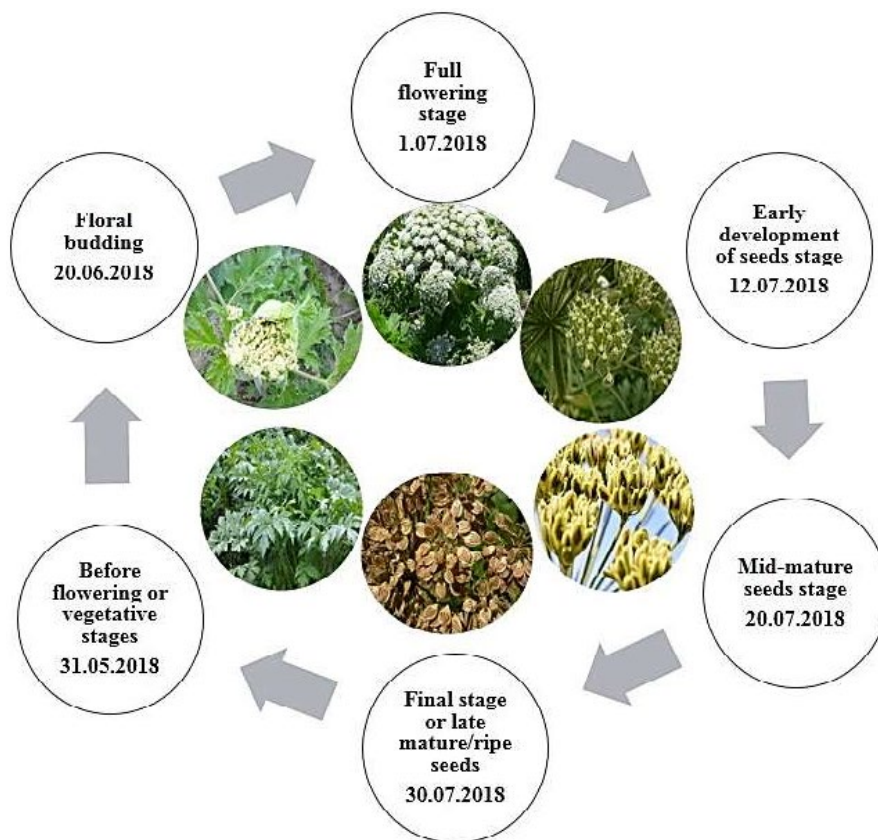 Full
flowering
stage
1.07.2018
Early
development
of seeds stage
12.07.2018
Mid-mature
seeds stage
20.07.2018
Final stage
or late
mature/ripe
seeds
30.07.2018
Before
flowering or
vegetative
stages
31.05.2018
Floral
budding
20.06.2018